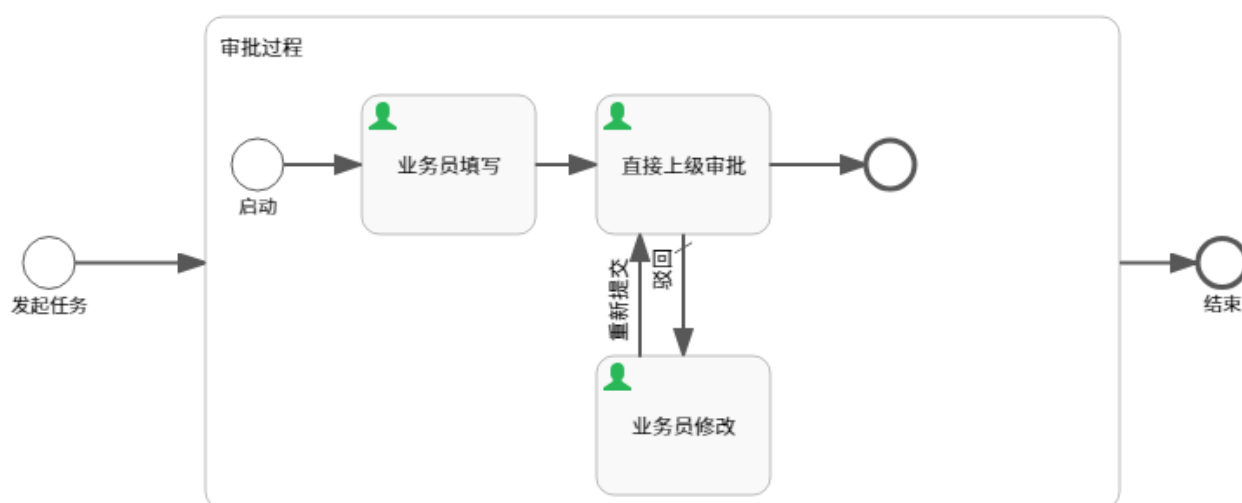 审批过程
业务员填写
直接上级审批
启动
发起任务
重新提交
驳回
结束
业务员修改